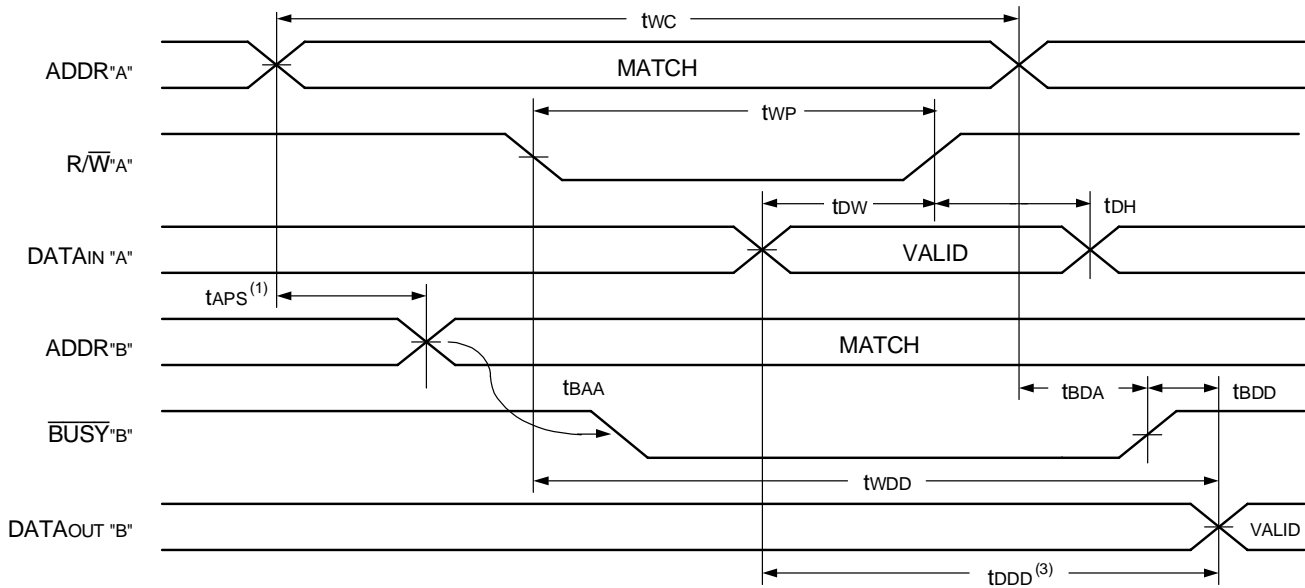 tWC
ADDR"A"
MATCH
tWP
R/W"A"
tDW
tDH
DATAIN "A"
VALID
tAPS(1)
ADDR"B"
MATCH
tBAA
tBDA
tBDD
BUSY"B"
tWDD
DATAOUT "B"
VALID
tDDD(3)